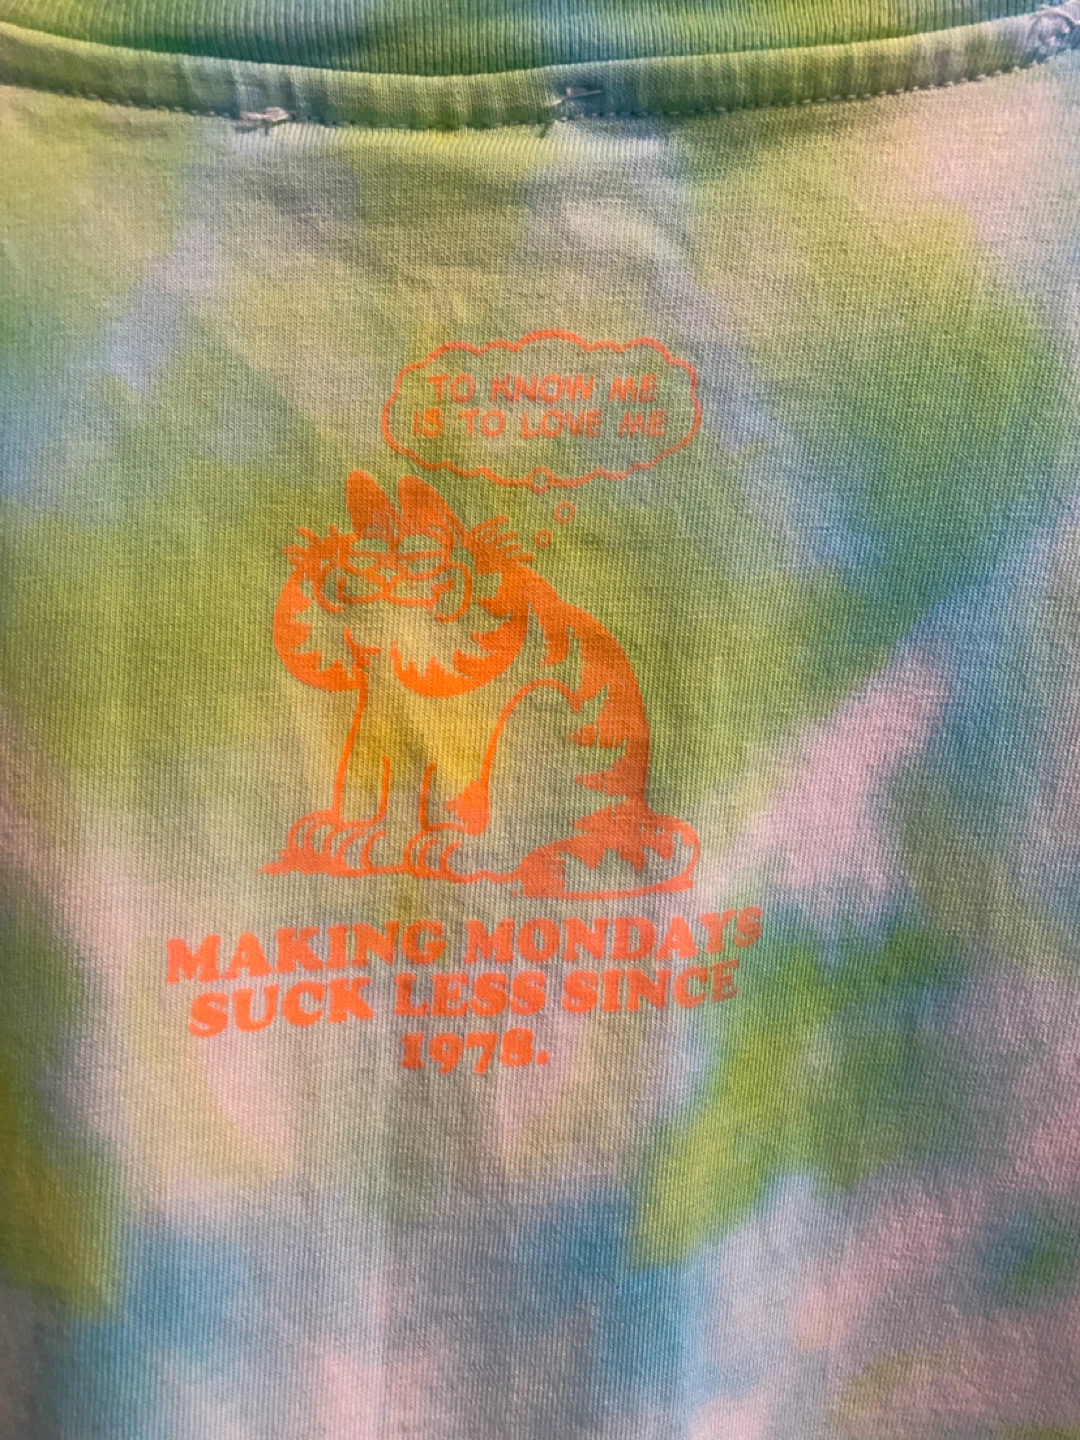 TO KNOW ME
IS TO LOVE ME
MAKING MONDAYS
SUCK LESS SINCE
1978.